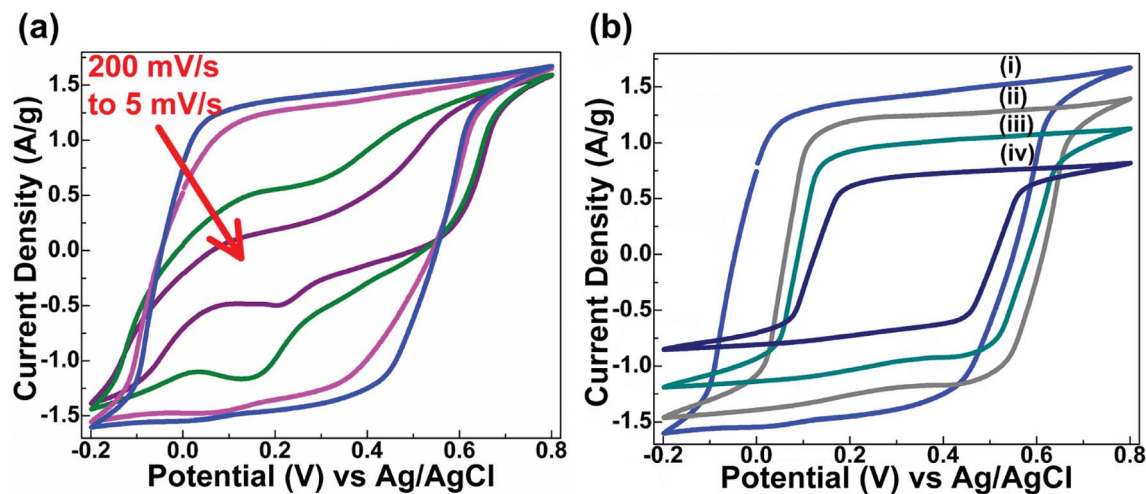 (a)
200 mV/s
to 5 mV/s
Current Density (A/g)
1.5
1.0
0.5
0.0
-0.5
-1.0
-1.5
-0.2 0.0 0.2 0.4 0.6 0.8
Potential (V) vs Ag/AgCl
(b)
(i)
(ii)
(iii)
(iv)
Current Density (A/g)
1.5
1.0
0.5
0.0
-0.5
-1.0
-1.5
-0.2 0.0 0.2 0.4 0.6 0.8
Potential (V) vs Ag/AgCl